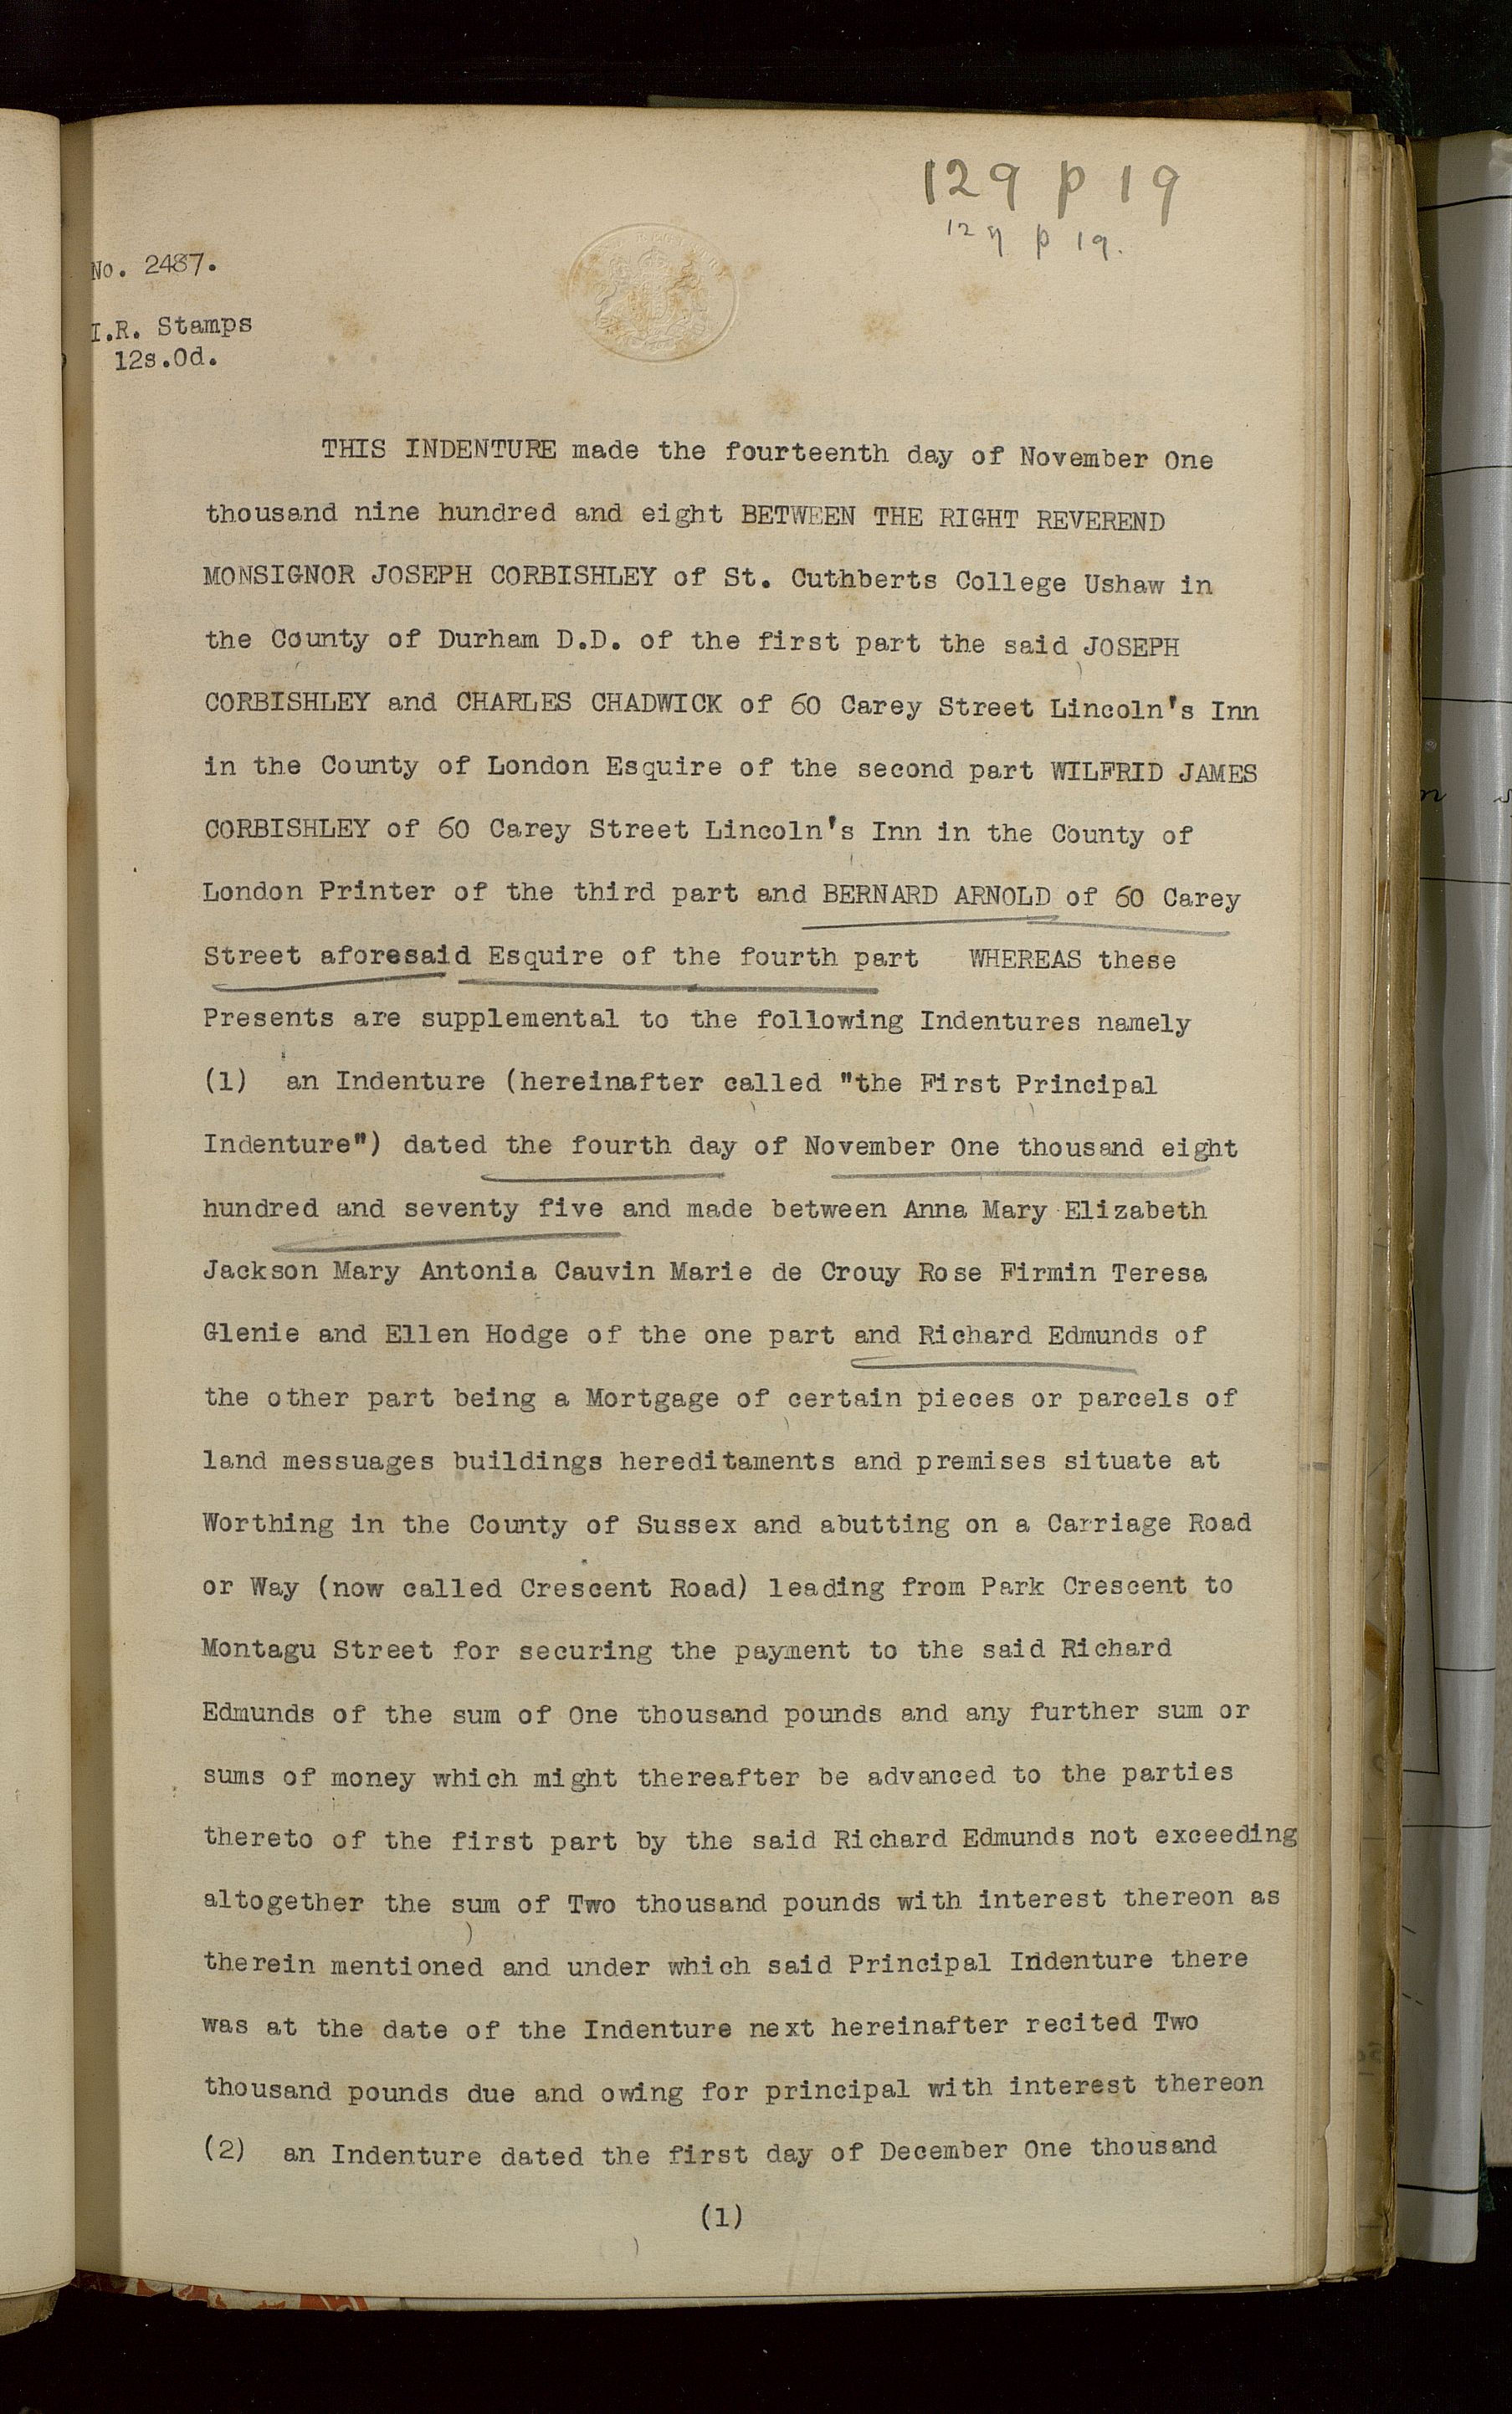 129 p 19
129 p 19.
No. 2487.
I.R. Stamps
12s.0d.
THIS INDENTURE made the fourteenth day of November One
thousand nine hundred and eight BETWEEN THE RIGHT REVEREND
MONSIGNOR JOSEPH CORBISHLEY of St. Cuthberts College Ushaw in
the County of Durham D.D. of the first part the said JOSEPH
CORBISHLEY and CHARLES CHADWICK of 60 Carey Street Lincoln's Inn
in the County of London Esquire of the second part WILFRID JAMES
CORBISHLEY of 60 Carey Street Lincoln's Inn in the County of
London Printer of the third part and BERNARD ARNOLD of 60 Carey
Street aforesaid Esquire of the fourth part WHEREAS these
Presents are supplemental to the following Indentures namely
(1) an Indenture (hereinafter called "the First Principal
Indenture") dated the fourth day of November One thousand eight
hundred and seventy five and made between Anna Mary Elizabeth
Jackson Mary Antonia Cauvin Marie de Crouy Rose Firmin Teresa
Glenie and Ellen Hodge of the one part and Richard Edmunds of
the other part being a Mortgage of certain pieces or parcels of
land messuages buildings hereditaments and premises situate at
Worthing in the County of Sussex and abutting on a Carriage Road
or Way (now called Crescent Road) leading from Park Crescent to
Montagu Street for securing the payment to the said Richard
Edmunds of the sum of One thousand pounds and any further sum or
sums of money which might thereafter be advanced to the parties
thereto of the first part by the said Richard Edmunds not exceeding
altogether the sum of Two thousand pounds with interest thereon as
therein mentioned and under which said Principal Indenture there
was at the date of the Indenture next hereinafter recited Two
thousand pounds due and owing for principal with interest thereon
(2) an Indenture dated the first day of December One thousand
(1)